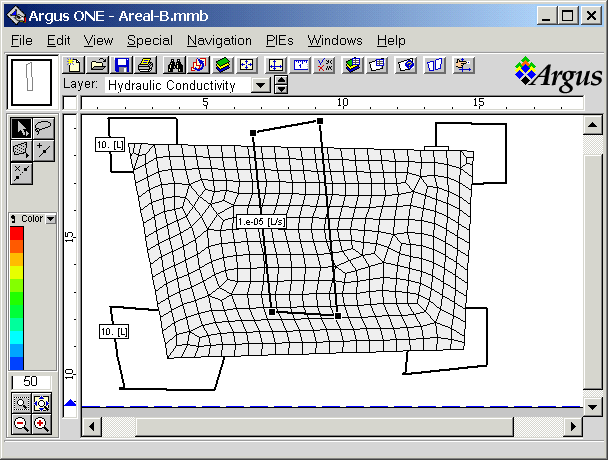 Argus ONE - Areal-B.mmb
File Edit View Special Navigation PIEs Windows Help
Layer: Hydraulic Conductivity
Argus
5 10 15
10. [L]
1.e-05 [L/s]
15
Color
10. [L]
50
10